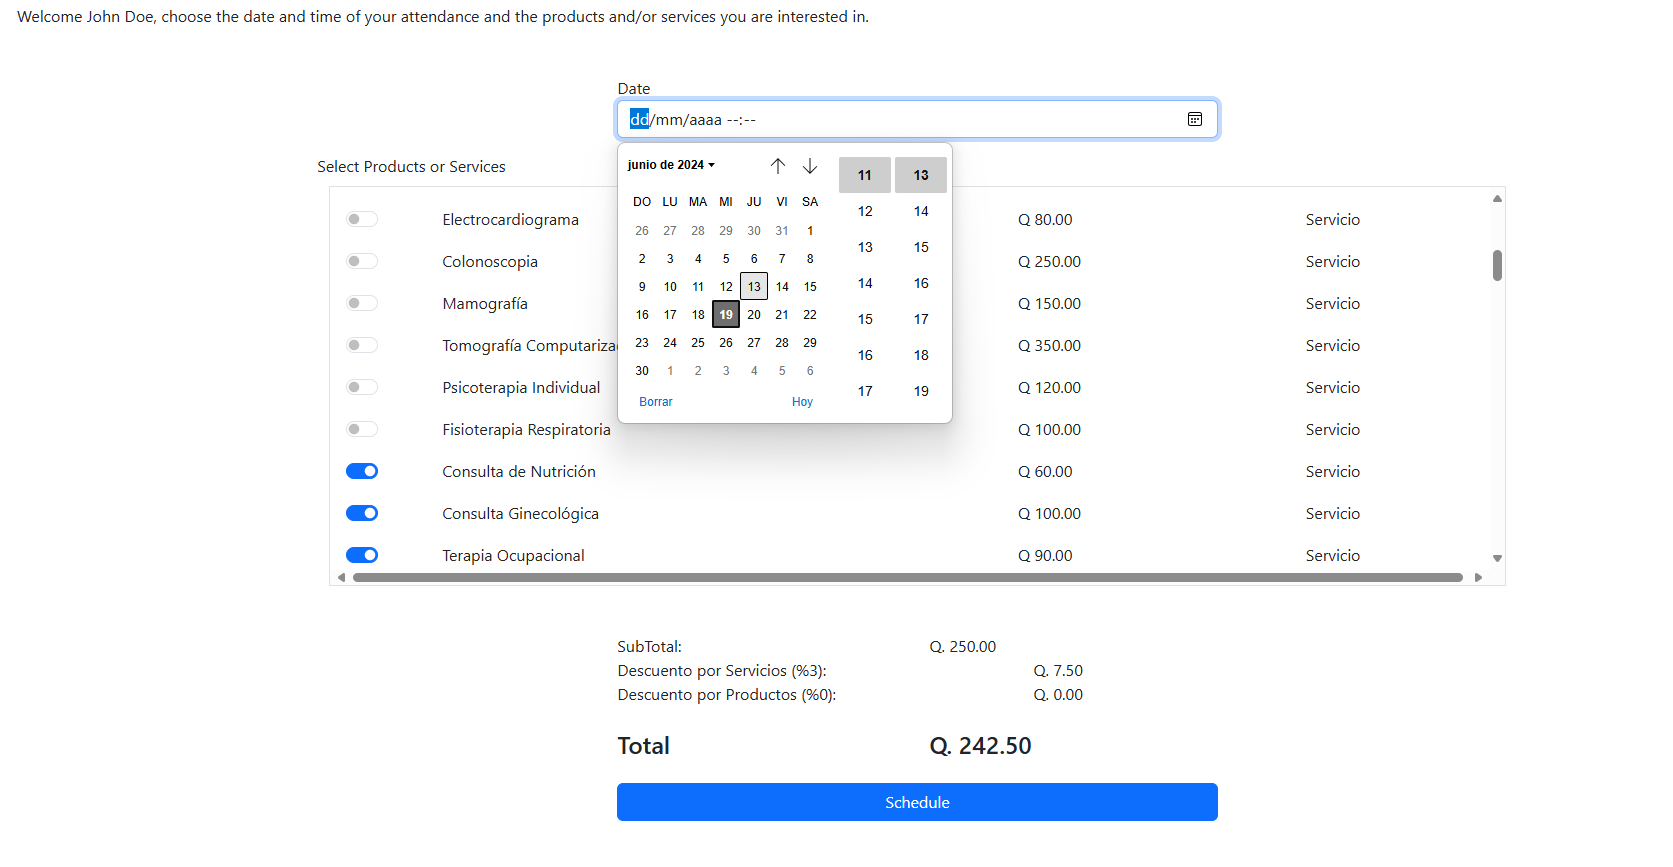 Welcome John Doe, choose the date and time of your attendance and the products and/or services you are interested in.
Date
dd/mm/aaaa --:--
junio de 2024
DO LU MA MI JU VI SA
26 27 28 29 30 31 1
2 3 4 5 6 7 8
9 10 11 12 13 14 15
16 17 18 19 20 21 22
23 24 25 26 27 28 29
30 1 2 3 4 5 6
Borrar Hoy
11 13
12 14
13 15
14 16
15 17
16 18
17 19
Select Products or Services
Electrocardiograma Q 80.00 Servicio
Colonoscopia Q 250.00 Servicio
Mamografía Q 150.00 Servicio
Tomografía Q 350.00 Servicio
Psicoterapia Individual Q 120.00 Servicio
Fisioterapia Respiratoria Q 100.00 Servicio
Consulta de Nutrición Q 60.00 Servicio
Consulta Ginecológica Q 100.00 Servicio
Terapia Ocupacional Q 90.00 Servicio
SubTotal: Q. 250.00
Descuento por Servicios (%3): Q. 7.50
Descuento por Productos (%0): Q. 0.00
Total Q. 242.50
Schedule